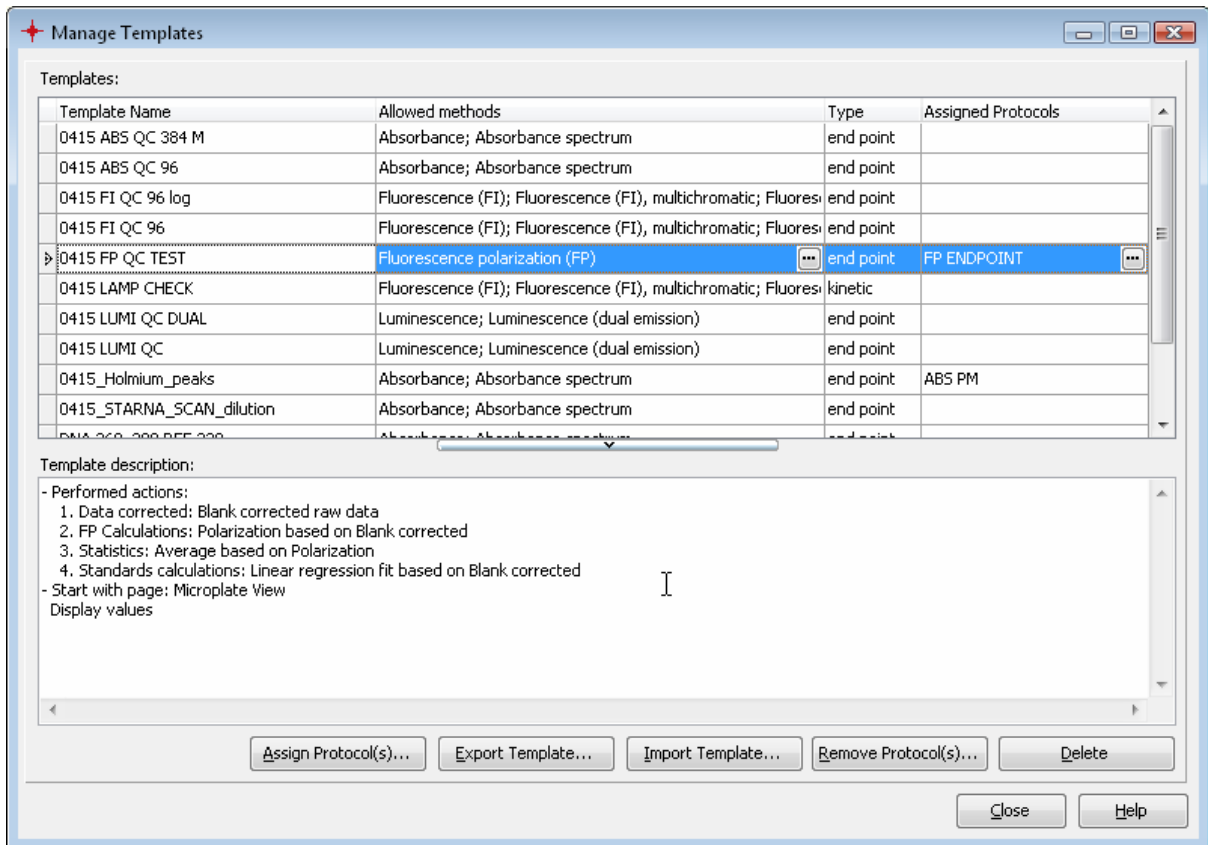 Manage Templates
Templates:
Template Name Allowed methods Type Assigned Protocols
0415 ABS QC 384 M Absorbance; Absorbance spectrum end point
0415 ABS QC 96 Absorbance; Absorbance spectrum end point
0415 FI QC 96 log Fluorescence (FI); Fluorescence (FI), multichromatic; Fluores end point
0415 FI QC 96 Fluorescence (FI); Fluorescence (FI), multichromatic; Fluores end point
0415 FP QC TEST Fluorescence polarization (FP) ... end point FP ENDPOINT ...
0415 LAMP CHECK Fluorescence (FI); Fluorescence (FI), multichromatic; Fluores kinetic
0415 LUMI QC DUAL Luminescence; Luminescence (dual emission) end point
0415 LUMI QC Luminescence; Luminescence (dual emission) end point
0415_Holmium_peaks Absorbance; Absorbance spectrum end point ABS PM
0415_STARNA_SCAN_dilution Absorbance; Absorbance spectrum end point
Template description:
- Performed actions:
1. Data corrected: Blank corrected raw data
2. FP Calculations: Polarization based on Blank corrected
3. Statistics: Average based on Polarization
4. Standards calculations: Linear regression fit based on Blank corrected
- Start with page: Microplate View
Display values
Assign Protocol(s)... Export Template... Import Template... Remove Protocol(s)... Delete
Close Help